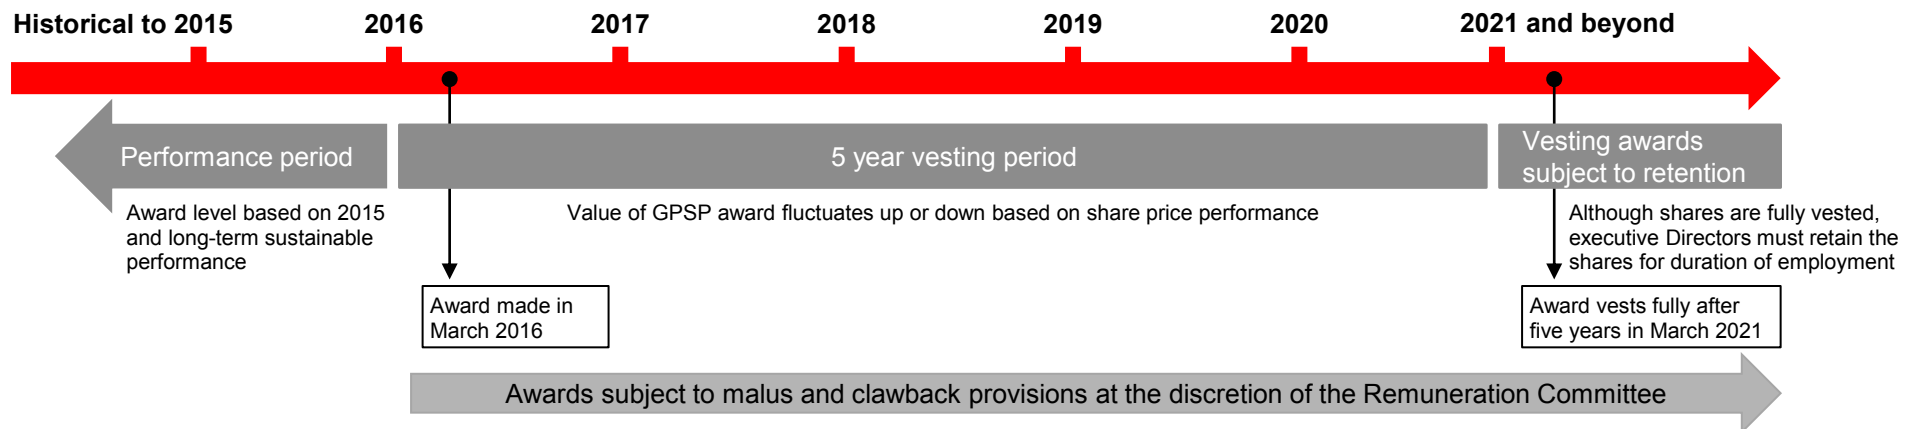 Historical to 2015
2016
2017
2018
2019
2020
2021 and beyond
Performance period
5 year vesting period
Vesting awards
subject to retention
Award level based on 2015
and long-term sustainable
performance
Value of GPSP award fluctuates up or down based on share price performance
Although shares are fully vested,
executive Directors must retain the
shares for duration of employment
Award made in
March 2016
Award vests fully after
five years in March 2021
Awards subject to malus and clawback provisions at the discretion of the Remuneration Committee